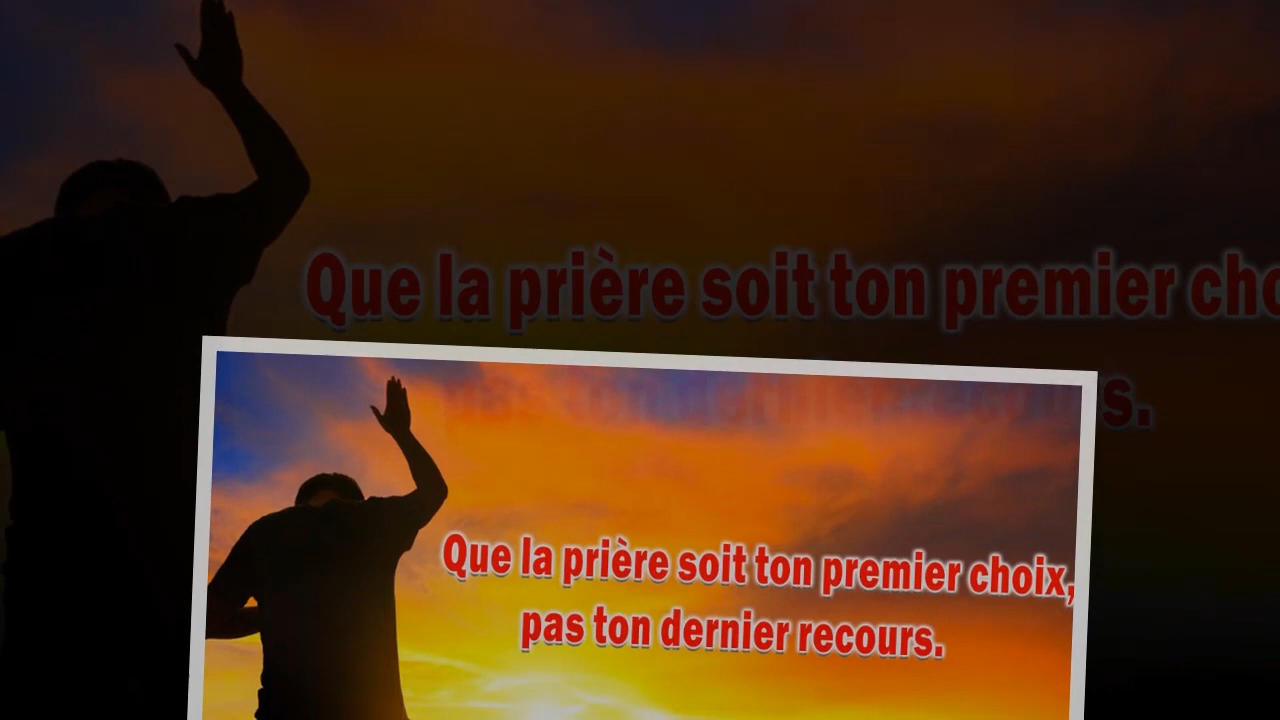 Que la prière soit ton premier cho
s.
Que la prière soit ton premier choix,
pas ton dernier recours.